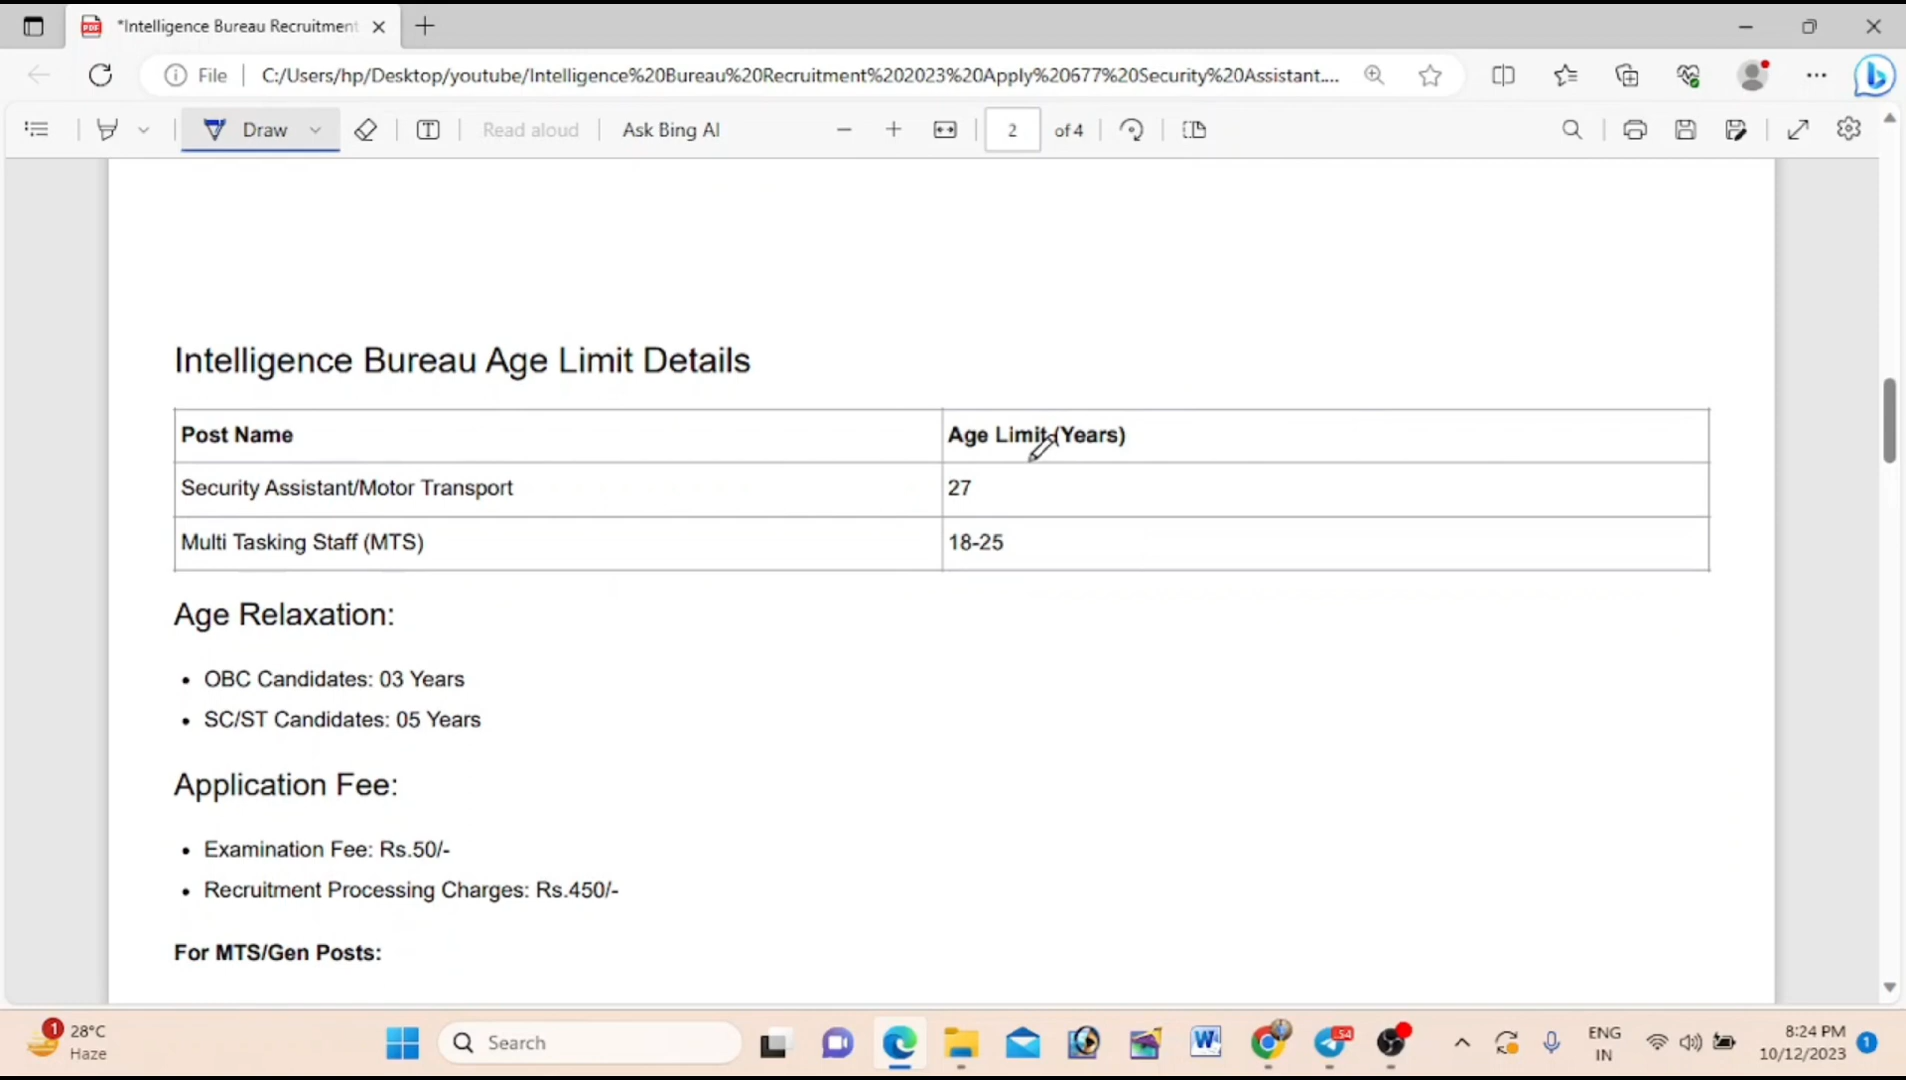 *Intelligence Bureau Recruitment
File
C:/Users/hp/Desktop/youtube/Intelligence%20Bureau%20Recruitment%202023%20Apply%20677%20Security%20Assistant....
Draw
Read aloud
Ask Bing AI
2
of 4
Intelligence Bureau Age Limit Details
Post Name
Age Limit (Years)
Security Assistant/Motor Transport
27
Multi Tasking Staff (MTS)
18-25
Age Relaxation:
• OBC Candidates: 03 Years
• SC/ST Candidates: 05 Years
Application Fee:
• Examination Fee: Rs.50/-
• Recruitment Processing Charges: Rs.450/-
For MTS/Gen Posts:
1
28°C
Haze
Search
54
ENG
IN
8:24 PM
10/12/2023
1